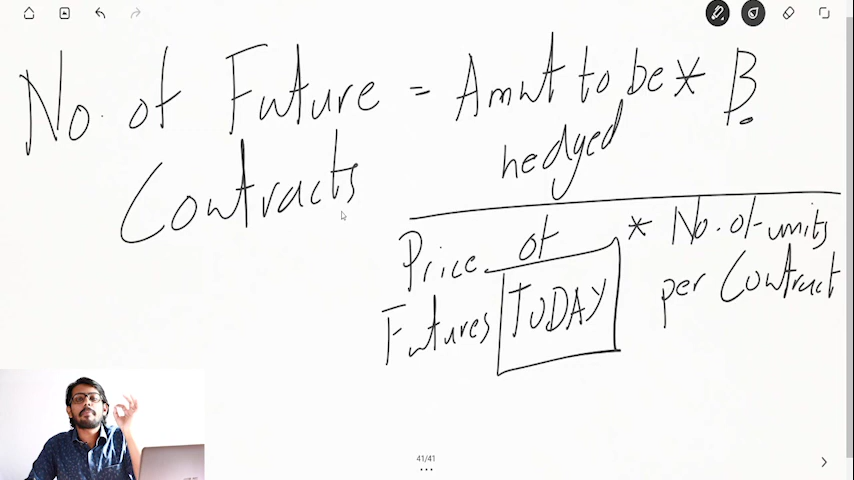 No. of Future = Amnt to be * B
hedged
Contracts
Price of * No. of units
Futures TODAY per Contract
41/41